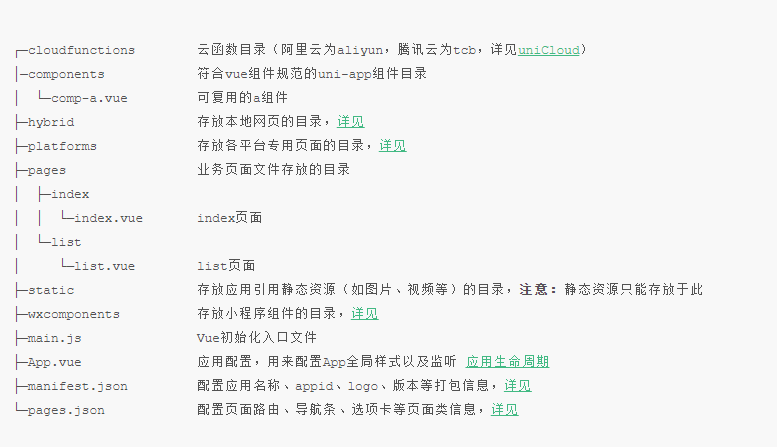 ┌─cloudfunctions        云函数目录（阿里云为aliyun，腾讯云为tcb，详见uniCloud）
│─components            符合vue组件规范的uni-app组件目录
│  └─comp-a.vue         可复用的a组件
├─hybrid                存放本地网页的目录，详见
├─platforms             存放各平台专用页面的目录，详见
├─pages                 业务页面文件存放的目录
│  ├─index
│  │  └─index.vue       index页面
│  └─list
│     └─list.vue        list页面
├─static                存放应用引用静态资源（如图片、视频等）的目录，注意：静态资源只能存放于此
├─wxcomponents          存放小程序组件的目录，详见
├─main.js               Vue初始化入口文件
├─App.vue               应用配置，用来配置App全局样式以及监听 应用生命周期
├─manifest.json         配置应用名称、appid、logo、版本等打包信息，详见
└─pages.json            配置页面路由、导航条、选项卡等页面类信息，详见